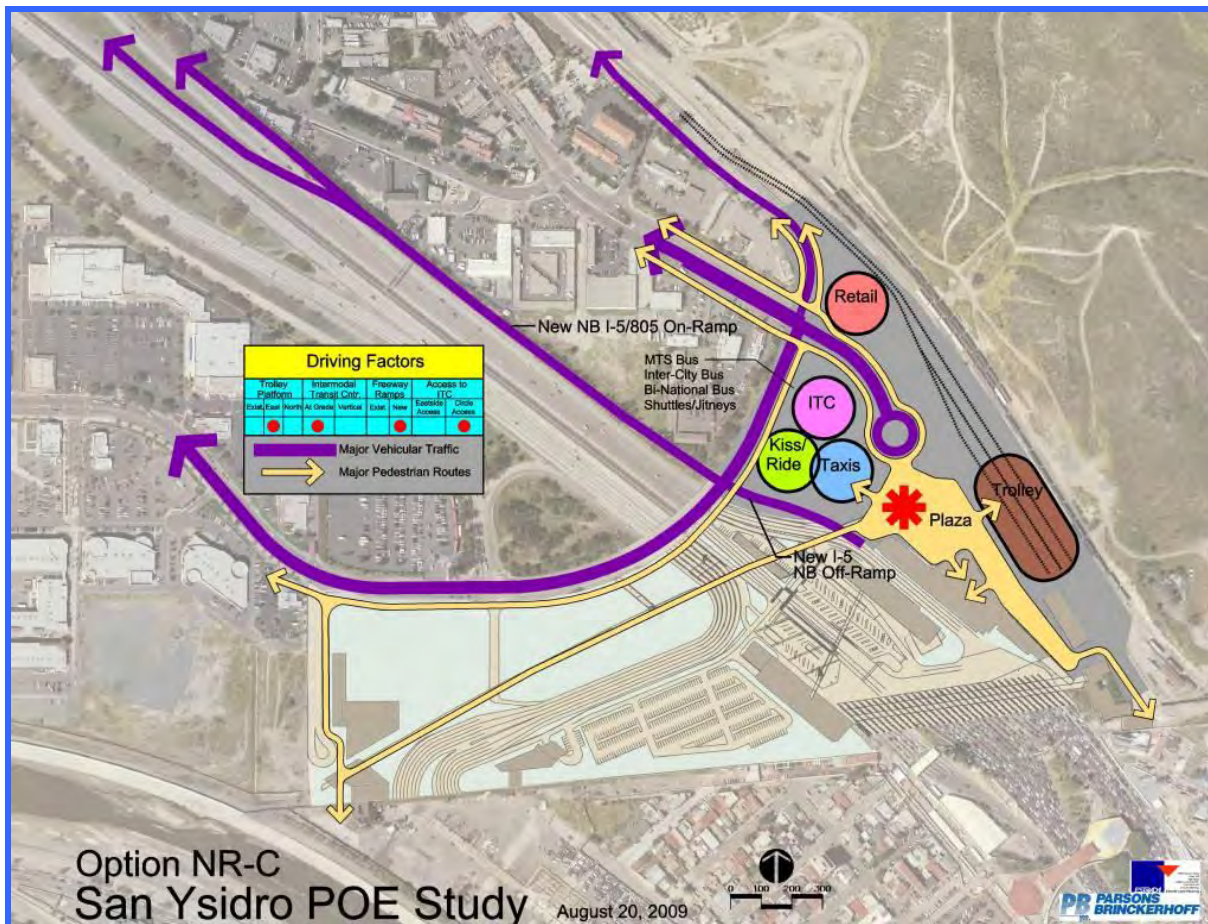 Retail
New NB I-5/805 On-Ramp
MTS Bus
Inter-City Bus
Bi-National Bus
Shuttles/Jitneys
ITC
Kiss/
Ride
Taxis
Trolley
Plaza
New I-5
NB Off-Ramp
Driving Factors
Trolley Platform
Intermodal Transit Cntr.
Freeway Ramps
Access to ITC
Exist. East North At Grade Vertical Exist. New Eastside Access Circle Access
Major Vehicular Traffic
Major Pedestrian Routes
Option NR-C
San Ysidro POE Study
August 20, 2009
0 100 200 300
PB PARSONS
BRINCKERHOFF